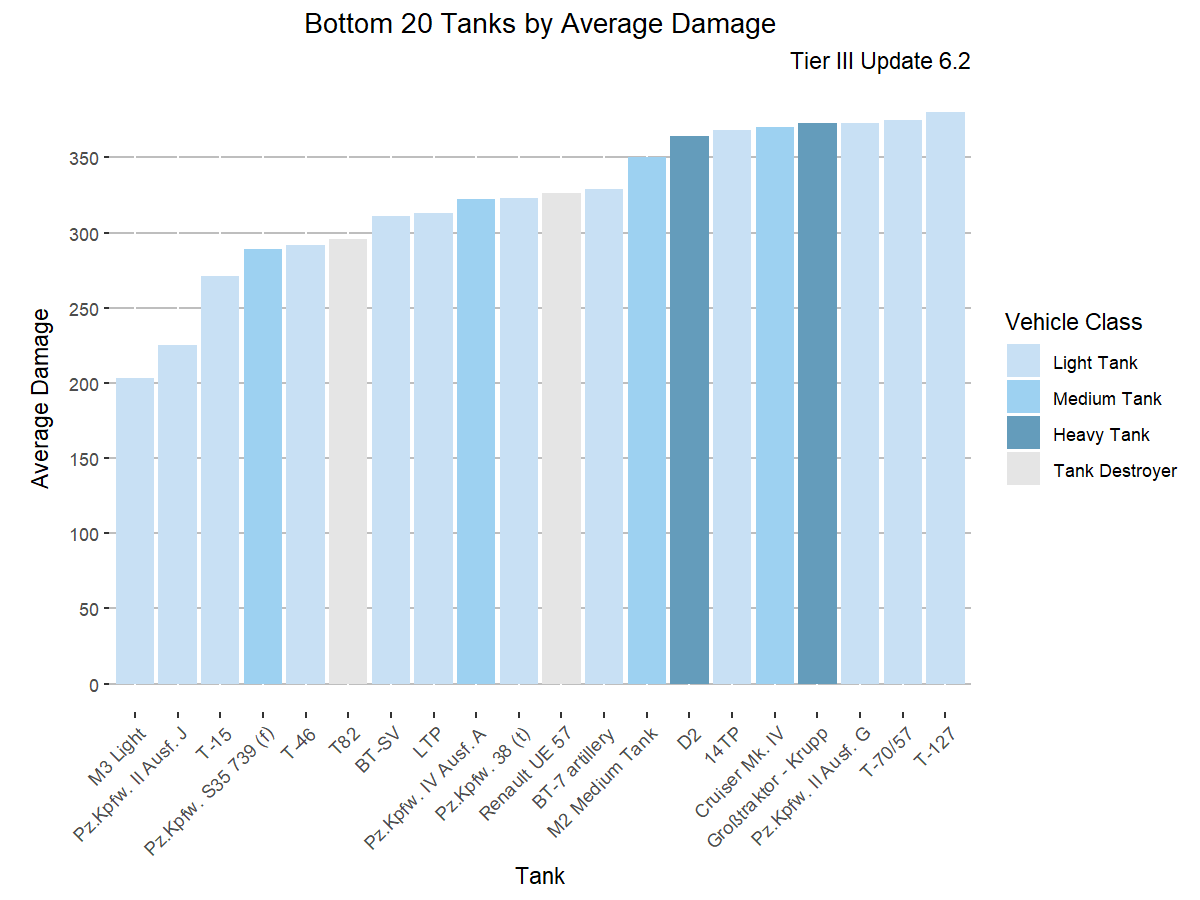 Bottom 20 Tanks by Average Damage
Tier III Update 6.2
Average Damage
350
300
250
200
150
100
50
0
M3 Light
Pz.Kpfw. II Ausf. J
T-15
Pz.Kpfw. S35 739 (f)
T-46
T82
BT-SV
LTP
Pz.Kpfw. IV Ausf. A
Pz.Kpfw. 38 (t)
Renault UE 57
BT-7 artillery
M2 Medium Tank
D2
14TP
Cruiser Mk. IV
Großtraktor - Krupp
Pz.Kpfw. II Ausf. G
T-70/57
T-127
Tank
Vehicle Class
Light Tank
Medium Tank
Heavy Tank
Tank Destroyer